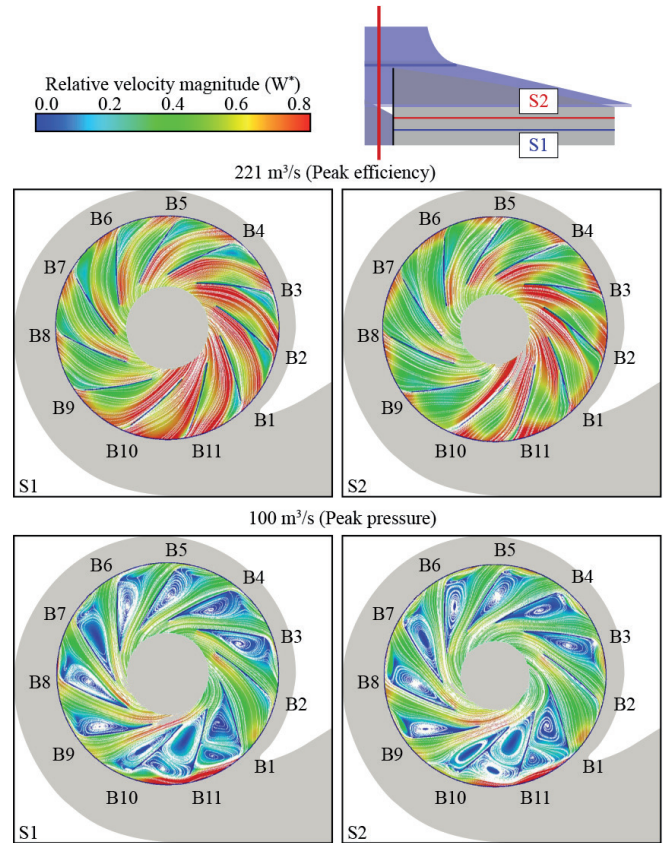 Relative velocity magnitude (W*)
0.0 0.2 0.4 0.6 0.8
S2
S1
221 m³/s (Peak efficiency)
B5
B6
B4
B7
B3
B8
B2
B9
B1
B10
B11
S1
B5
B6
B4
B7
B3
B8
B2
B9
B1
B10
B11
S2
100 m³/s (Peak pressure)
B5
B6
B4
B7
B3
B8
B2
B9
B1
B10
B11
S1
B5
B6
B4
B7
B3
B8
B2
B9
B1
B10
B11
S2